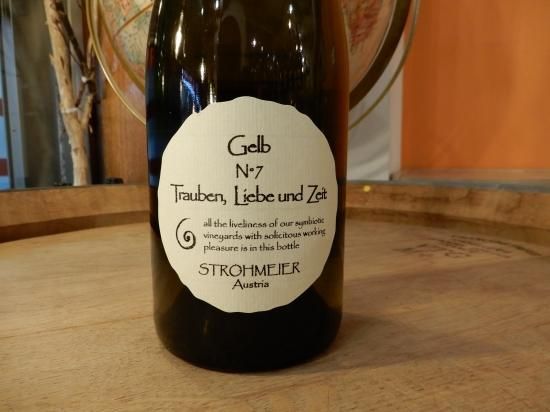 Gelb
N•7
Trauben, Liebe und Zeit
all the liveliness of our symbiotic
vineyards with solicitous working
pleasure is in this bottle
STROHMEIER
Austria